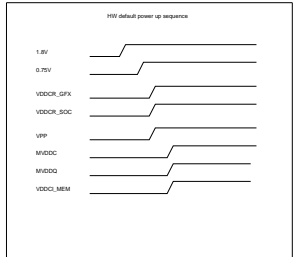 HW default power up sequence
1.8V
0.75V
VDDCR_GFX
VDDCR_SOC
VPP
MVDDC
MVDDQ
VDDCI_MEM